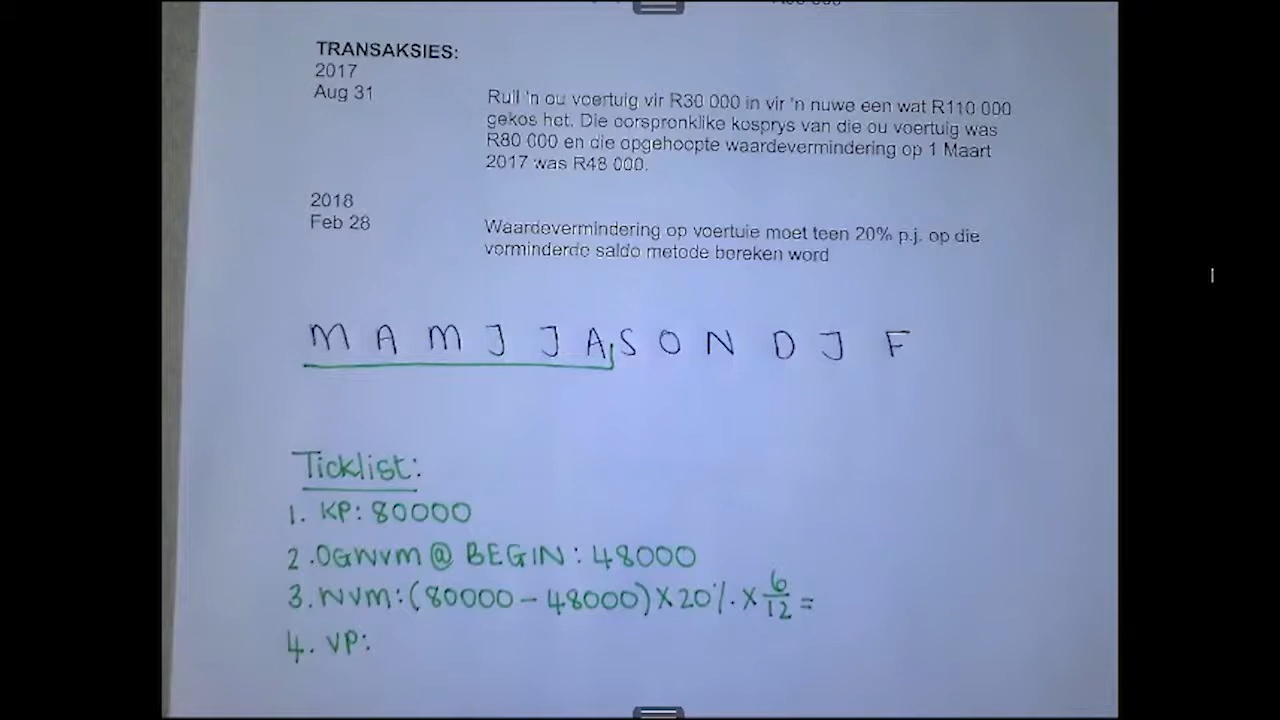 TRANSAKSIES:
2017
Aug 31
Ruil 'n ou voertuig vir R30 000 in vir 'n nuwe een wat R110 000
gekos het. Die oorspronklike kosprys van die ou voertuig was
R80 000 en die opgehoopte waardevermindering op 1 Maart
2017 was R48 000.
2018
Feb 28
Waardevermindering op voertuie moet teen 20% p.j. op die
verminderde saldo metode bereken word
M A M J J A S O N D J F
Ticklist:
1. KP: 80000
2. OGWVM @ BEGIN: 48000
3. NVM: (80000 - 48000) X 20% X 6/12 =
4. VP: